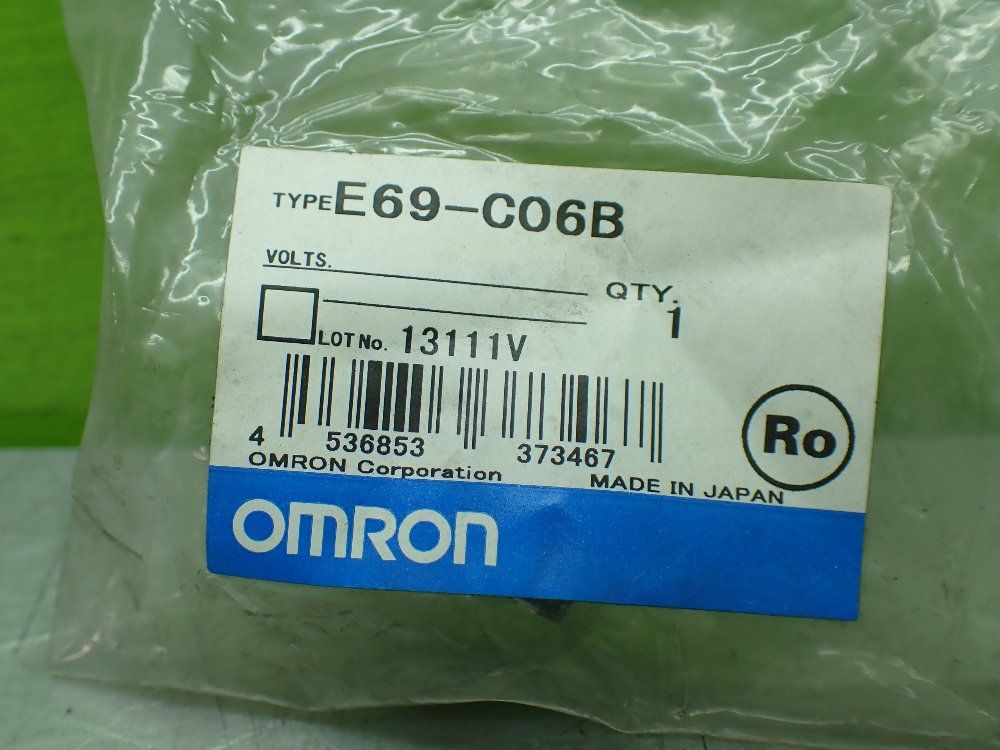 TYPE E69-C06B
VOLTS.
QTY.
1
LOT No. 13111V
4 536853 373467
Ro
OMRON Corporation
MADE IN JAPAN
OMRON